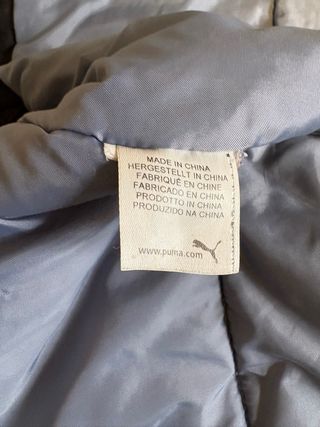 MADE IN CHINA
HERGESTELLT IN CHINA
FABRIQUÉ EN CHINE
FABRICADO EN CHINA
PRODOTTO IN CHINA
PRODUZIDO NA CHINA
www.puma.com